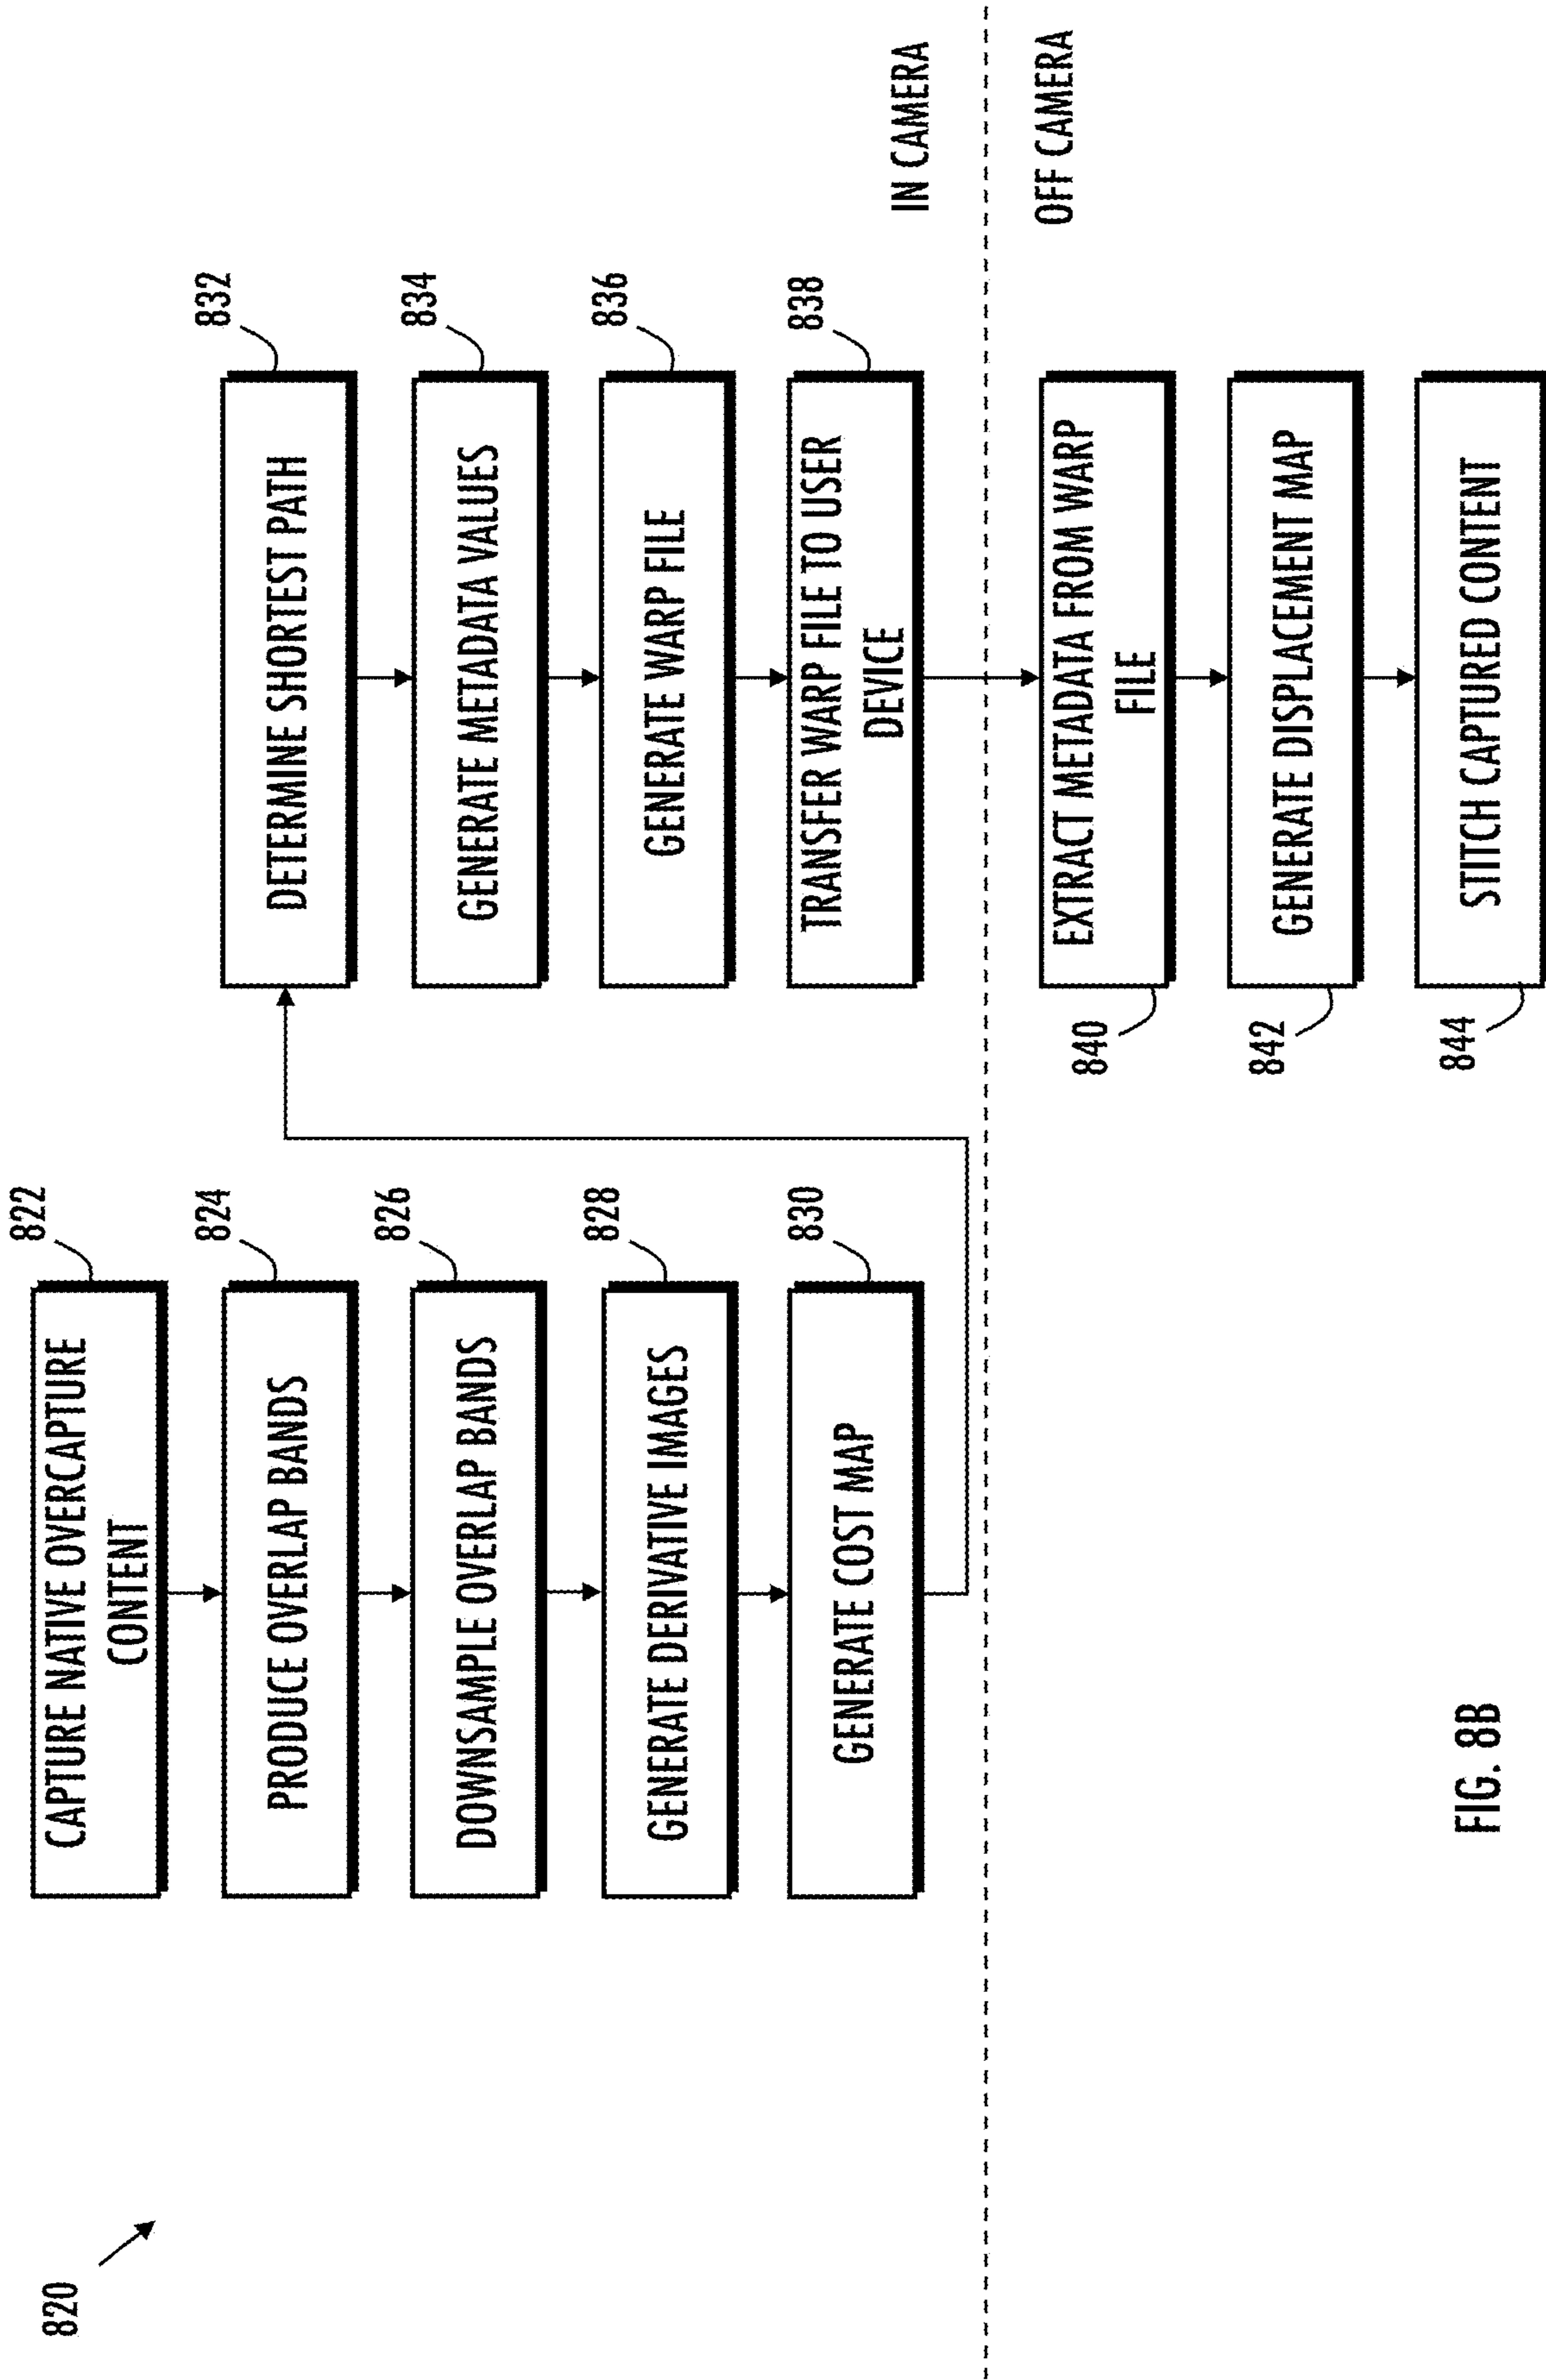 820
822
CAPTURE NATIVE OVERCAPTURE
CONTENT
824
PRODUCE OVERLAP BANDS
826
DOWNSAMPLE OVERLAP BANDS
828
GENERATE DERIVATIVE IMAGES
830
GENERATE COST MAP
832
DETERMINE SHORTEST PATH
834
GENERATE METADATA VALUES
836
GENERATE WARP FILE
838
TRANSFER WARP FILE TO USER
DEVICE
IN CAMERA
OFF CAMERA
840
EXTRACT METADATA FROM WARP
FILE
842
GENERATE DISPLACEMENT MAP
844
STITCH CAPTURED CONTENT
FIG. 8B